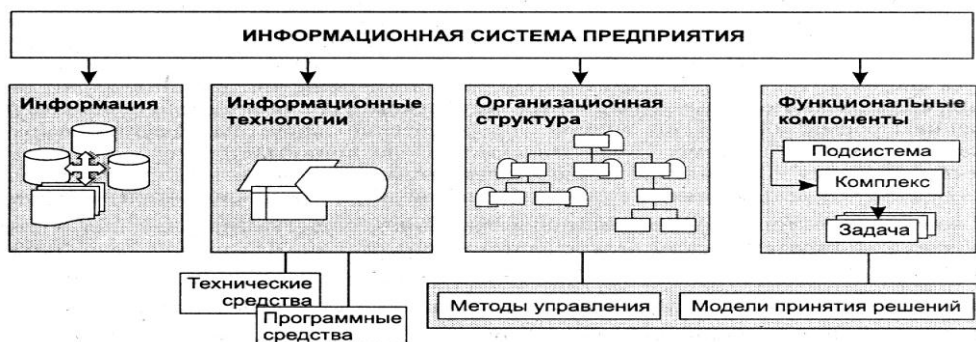 ИНФОРМАЦИОННАЯ СИСТЕМА ПРЕДПРИЯТИЯ
Информация
Информационные
технологии
Организационная
структура
Функциональные
компоненты
Подсистема
Комплекс
Задача
Технические
средства
Программные
средства
Методы управления
Модели принятия решений